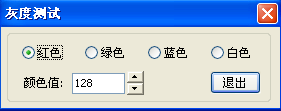 灰度测试
红色 绿色 蓝色 白色
颜色值: 128 退出